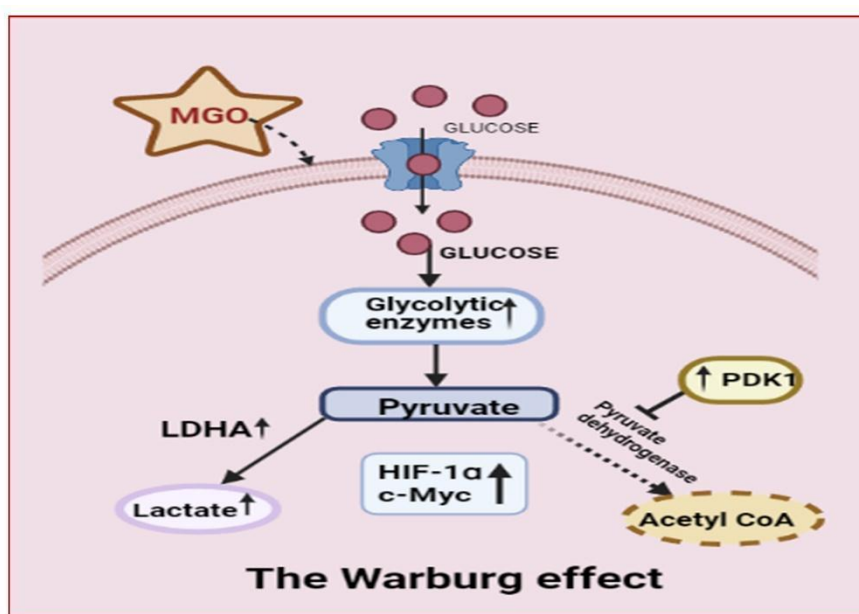 MGO
GLUCOSE
GLUCOSE
Glycolytic↑
enzymes
Pyruvate
↑ PDK1
Pyruvate
dehydrogenase
LDHA↑
HIF-1α↑
c-Myc
Lactate↑
Acetyl CoA
The Warburg effect